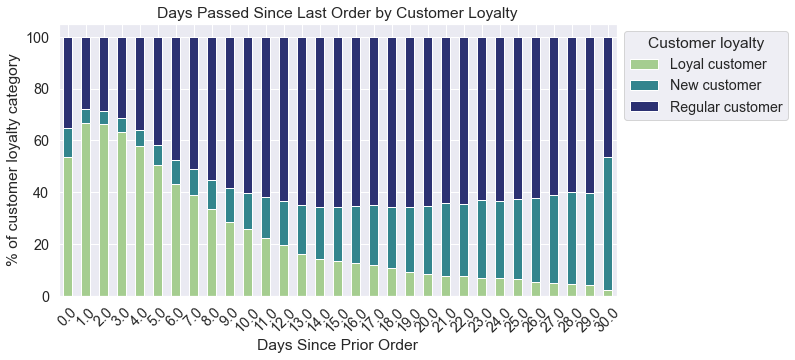 Days Passed Since Last Order by Customer Loyalty
% of customer loyalty category
100
80
60
40
20
0
0.0 1.0 2.0 3.0 4.0 5.0 6.0 7.0 8.0 9.0 10.0 11.0 12.0 13.0 14.0 15.0 16.0 17.0 18.0 19.0 20.0 21.0 22.0 23.0 24.0 25.0 26.0 27.0 28.0 29.0 30.0
Days Since Prior Order
Customer loyalty
Loyal customer
New customer
Regular customer